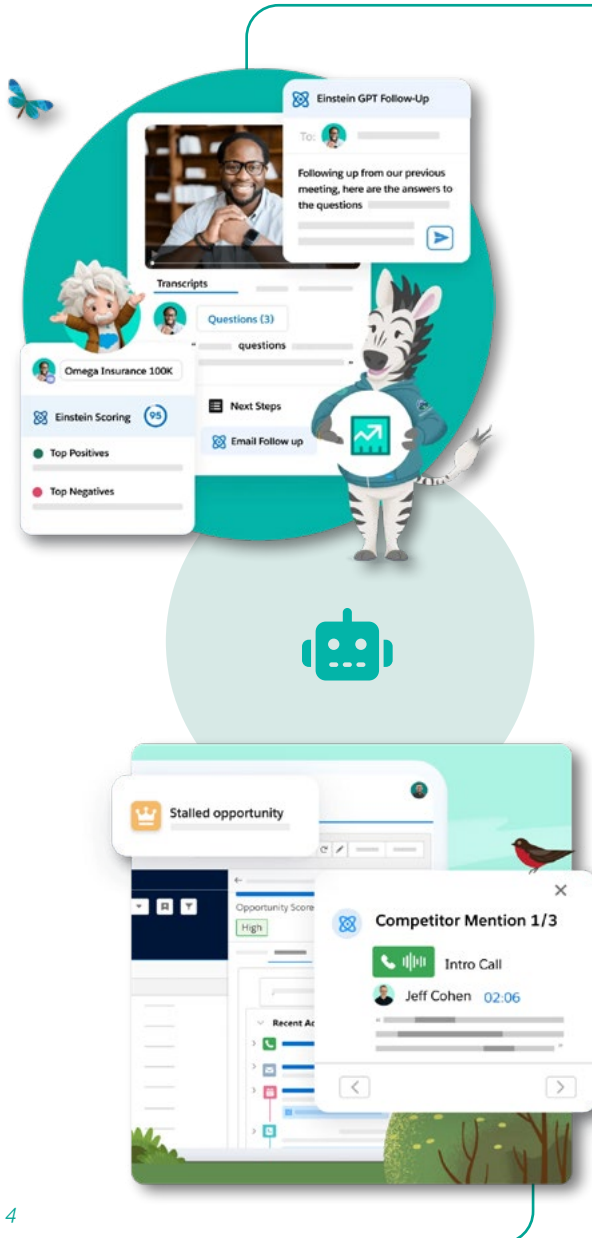 Einstein GPT Follow-Up
To:
Following up from our previous
meeting, here are the answers to
the questions
Transcripts
Questions (3)
“ questions
”
Omega Insurance 100K
Einstein Scoring 95
Top Positives
Top Negatives
Next Steps
Email Follow up
Stalled opportunity
Opportunity Score
High
Recent Ac
Competitor Mention 1/3
Intro Call
Jeff Cohen 02:06
“
”
4